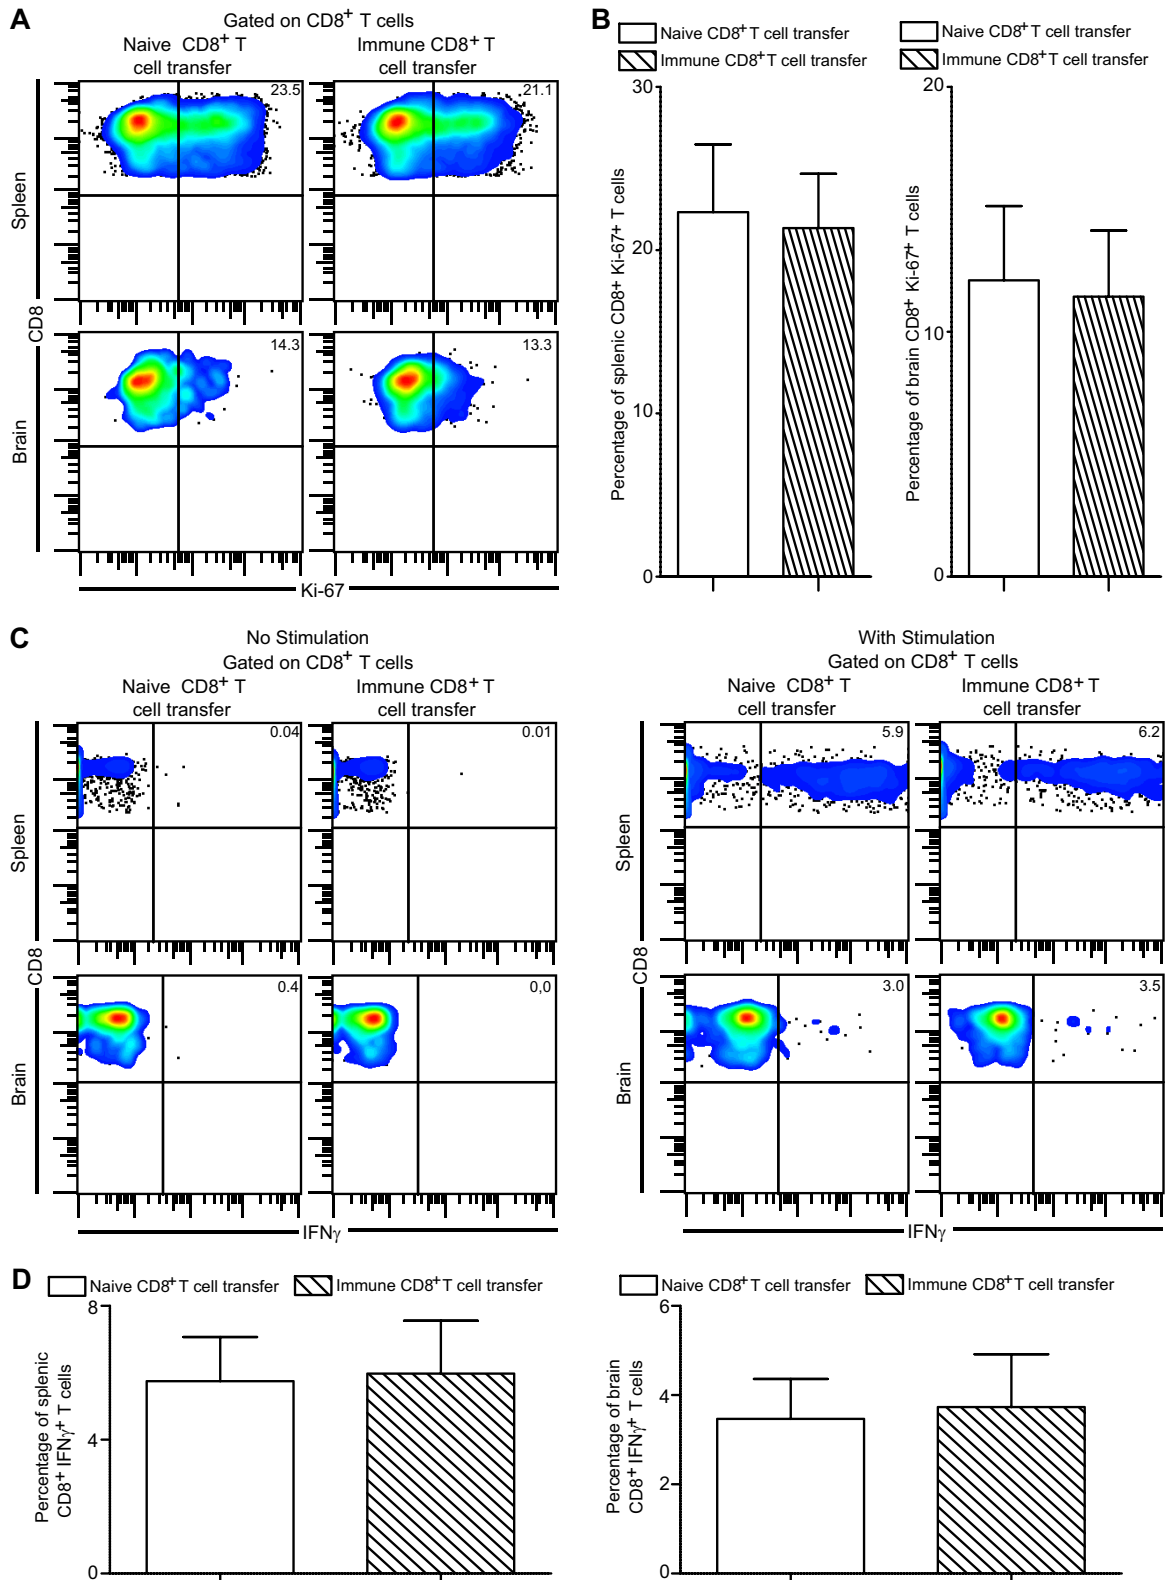 A
Gated on CD8+ T cells
Naive CD8+ T
cell transfer
Immune CD8+ T
cell transfer
23.5
21.1
Spleen
CD8
14.3
13.3
Brain
Ki-67
B
Naive CD8+ T cell transfer
Immune CD8+ T cell transfer
30
20
10
0
Percentage of splenic CD8+ Ki-67+ T cells
Naive CD8+ T cell transfer
Immune CD8+ T cell transfer
20
10
0
Percentage of brain CD8+ Ki-67+ T cells
C
No Stimulation
Gated on CD8+ T cells
Naive CD8+ T
cell transfer
Immune CD8+ T
cell transfer
0.04
0.01
Spleen
CD8
0.4
0,0
Brain
IFNγ
With Stimulation
Gated on CD8+ T cells
Naive CD8+ T
cell transfer
Immune CD8+ T
cell transfer
5.9
6.2
Spleen
CD8
3.0
3.5
Brain
IFNγ
D
Naive CD8+ T cell transfer
Immune CD8+ T cell transfer
8
4
0
Percentage of splenic
CD8+ IFNγ+ T cells
Naive CD8+ T cell transfer
Immune CD8+ T cell transfer
6
4
2
0
Percentage of brain
CD8+ IFNγ+ T cells